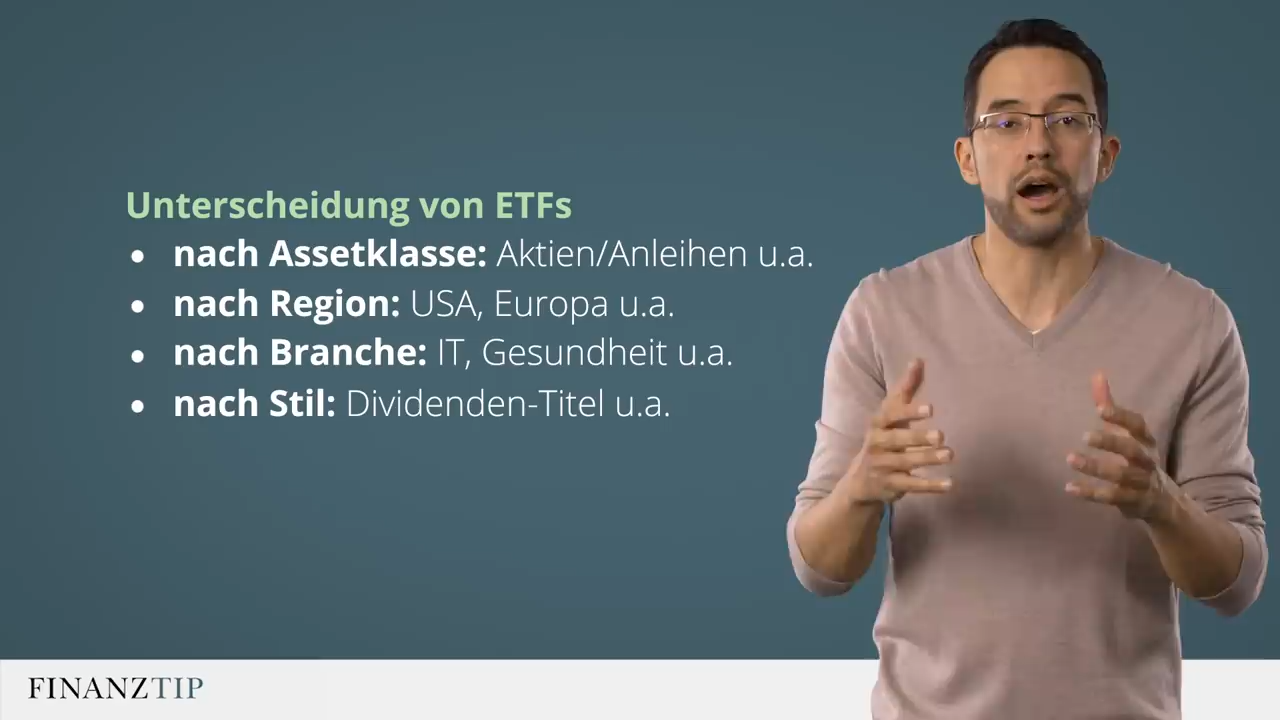 Unterscheidung von ETFs
• nach Assetklasse: Aktien/Anleihen u.a.
• nach Region: USA, Europa u.a.
• nach Branche: IT, Gesundheit u.a.
• nach Stil: Dividenden-Titel u.a.
FINANZTIP